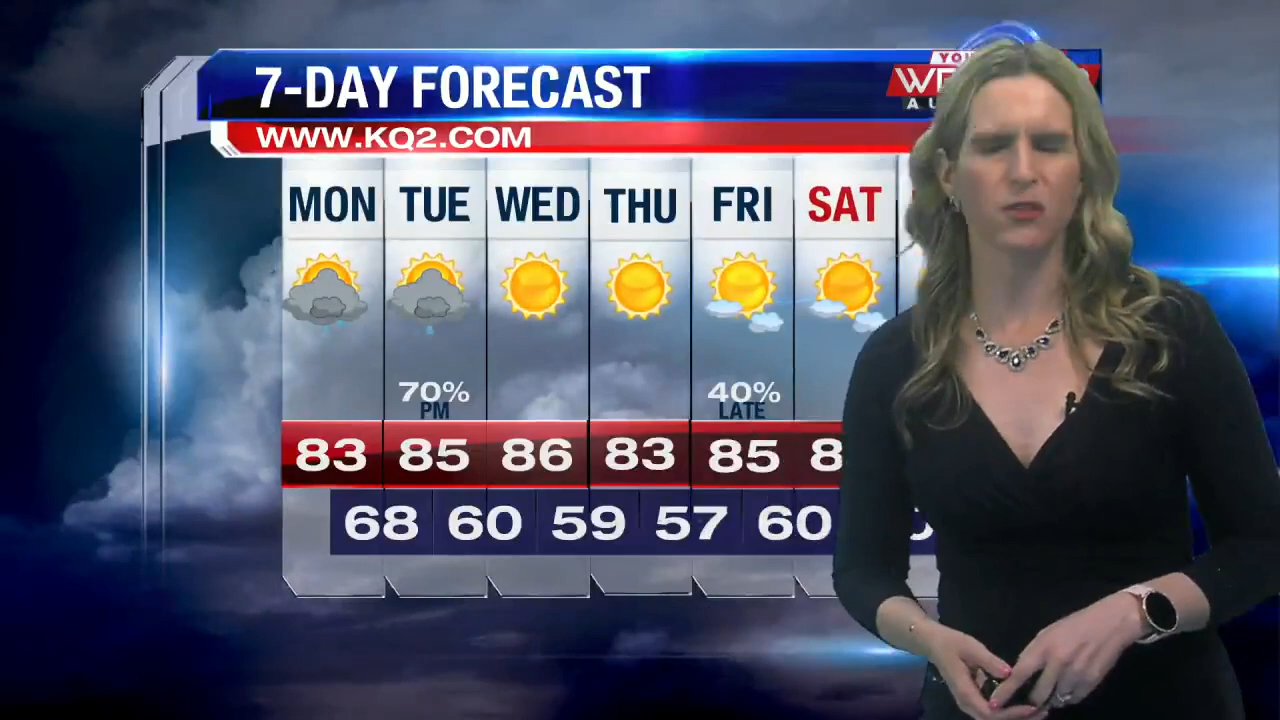 7-DAY FORECAST
WWW.KQ2.COM
MON TUE WED THU FRI SAT
70% 40%
PM LATE
83 85 86 83 85 8
68 60 59 57 60